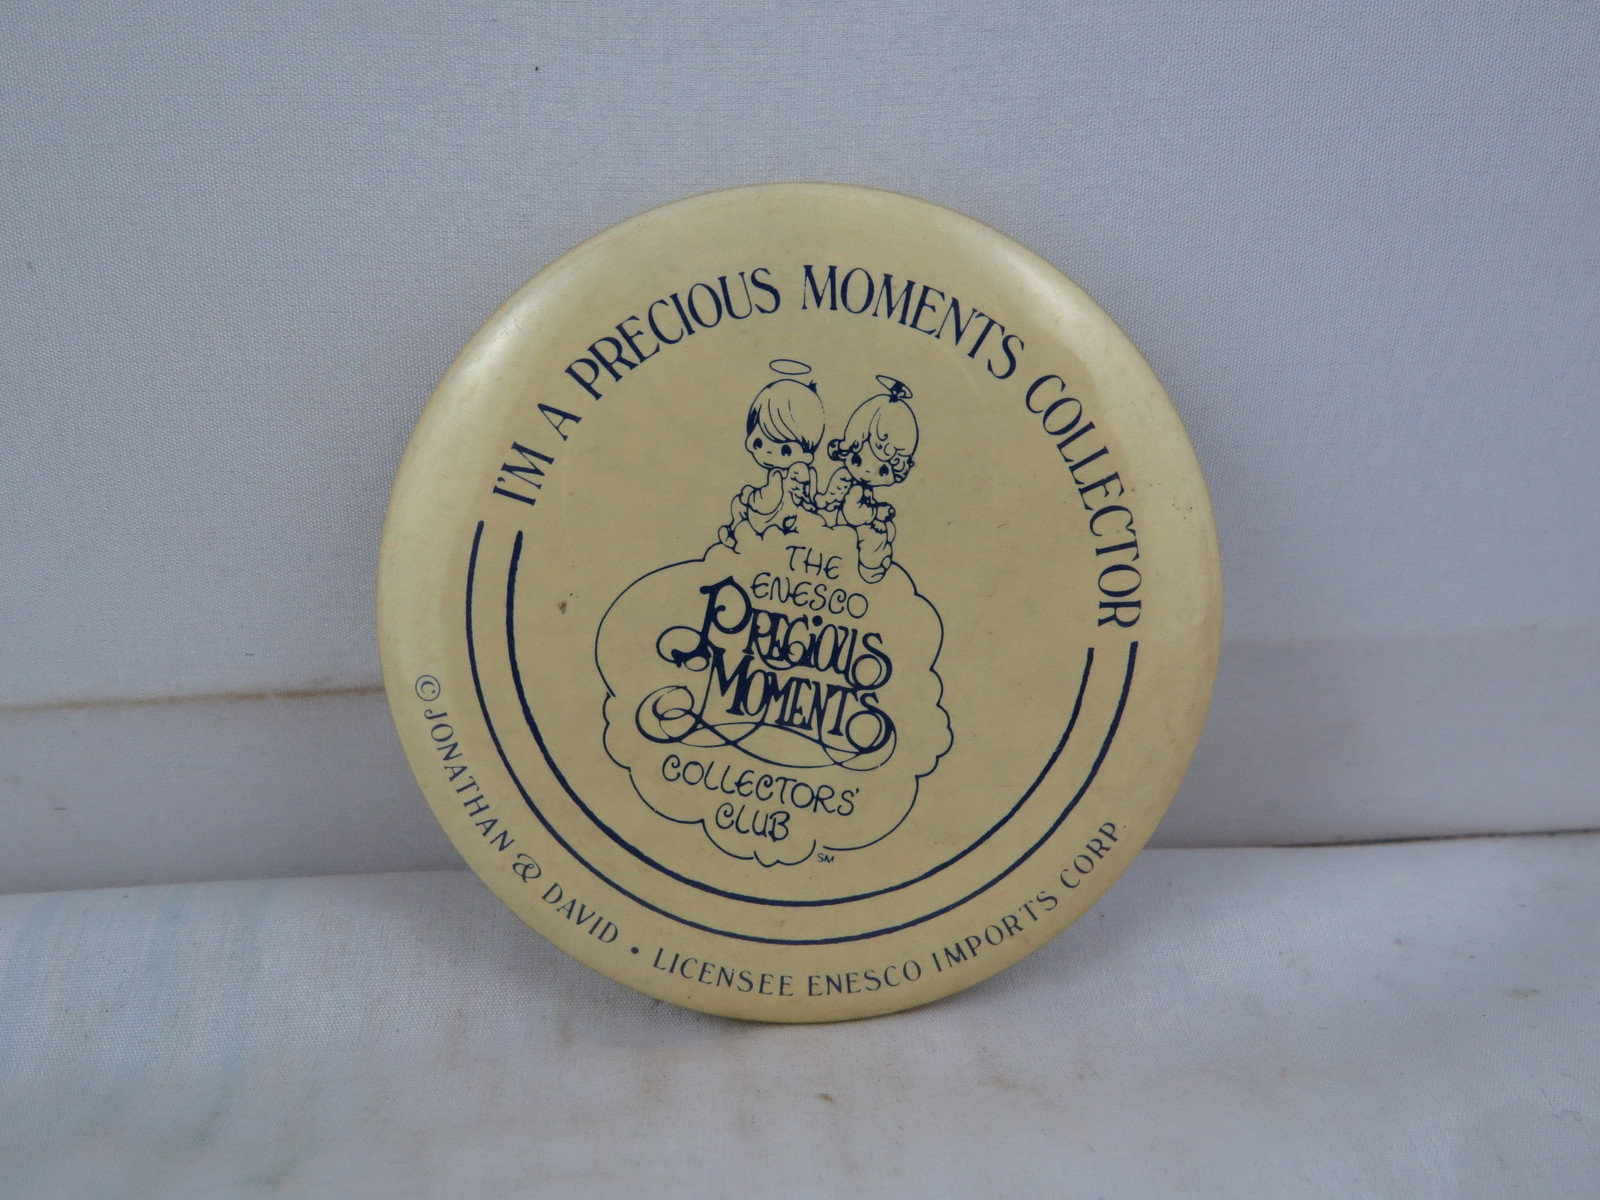 I'M A PRECIOUS MOMENTS COLLECTOR
THE
ENESCO
PRECIOUS
MOMENTS
COLLECTORS'
CLUB
SM
© JONATHAN & DAVID • LICENSEE ENESCO IMPORTS CORP.